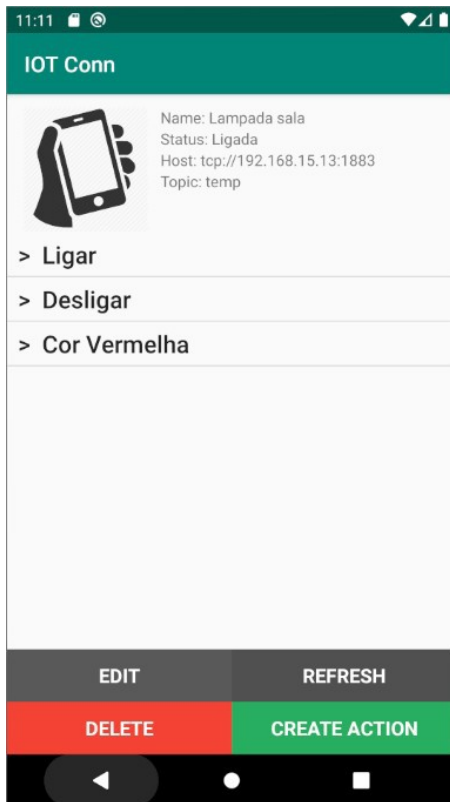 11:11
IOT Conn
Name: Lampada sala
Status: Ligada
Host: tcp://192.168.15.13:1883
Topic: temp
> Ligar
> Desligar
> Cor Vermelha
EDIT
REFRESH
DELETE
CREATE ACTION